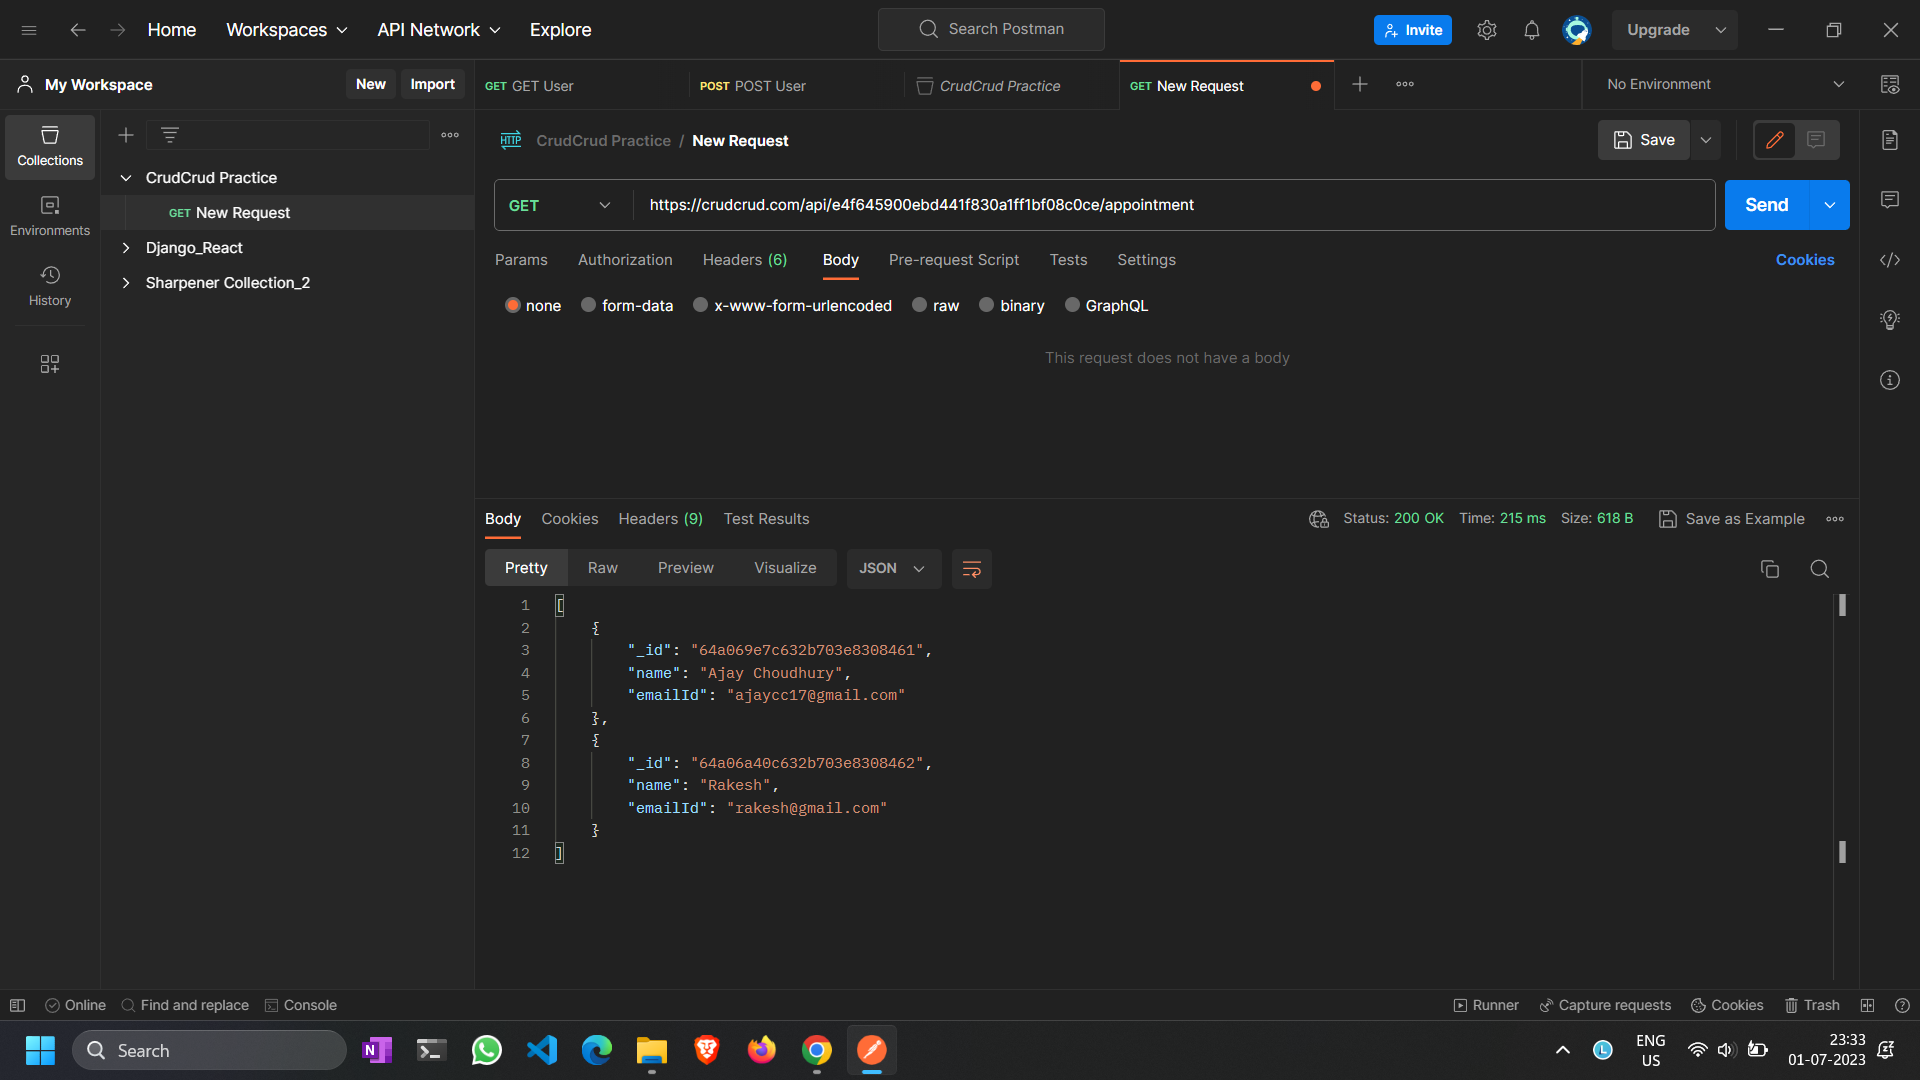 Home Workspaces API Network Explore Search Postman Invite Upgrade
My Workspace New Import GET GET User POST POST User CrudCrud Practice GET New Request No Environment
Collections
Environments
History
CrudCrud Practice
GET New Request
Django_React
Sharpener Collection_2
HTTP CrudCrud Practice / New Request Save
GET https://crudcrud.com/api/e4f645900ebd441f830a1ff1bf08c0ce/appointment Send
Params Authorization Headers (6) Body Pre-request Script Tests Settings Cookies
none form-data x-www-form-urlencoded raw binary GraphQL
This request does not have a body
Body Cookies Headers (9) Test Results Status: 200 OK Time: 215 ms Size: 618 B Save as Example
Pretty Raw Preview Visualize JSON
1 [
2 {
3 "_id": "64a069e7c632b703e8308461",
4 "name": "Ajay Choudhury",
5 "emailId": "ajaycc17@gmail.com"
6 },
7 {
8 "_id": "64a06a40c632b703e8308462",
9 "name": "Rakesh",
10 "emailId": "rakesh@gmail.com"
11 }
12 ]
Online Find and replace Console Runner Capture requests Cookies Trash
Search N L ENG 23:33
US 01-07-2023